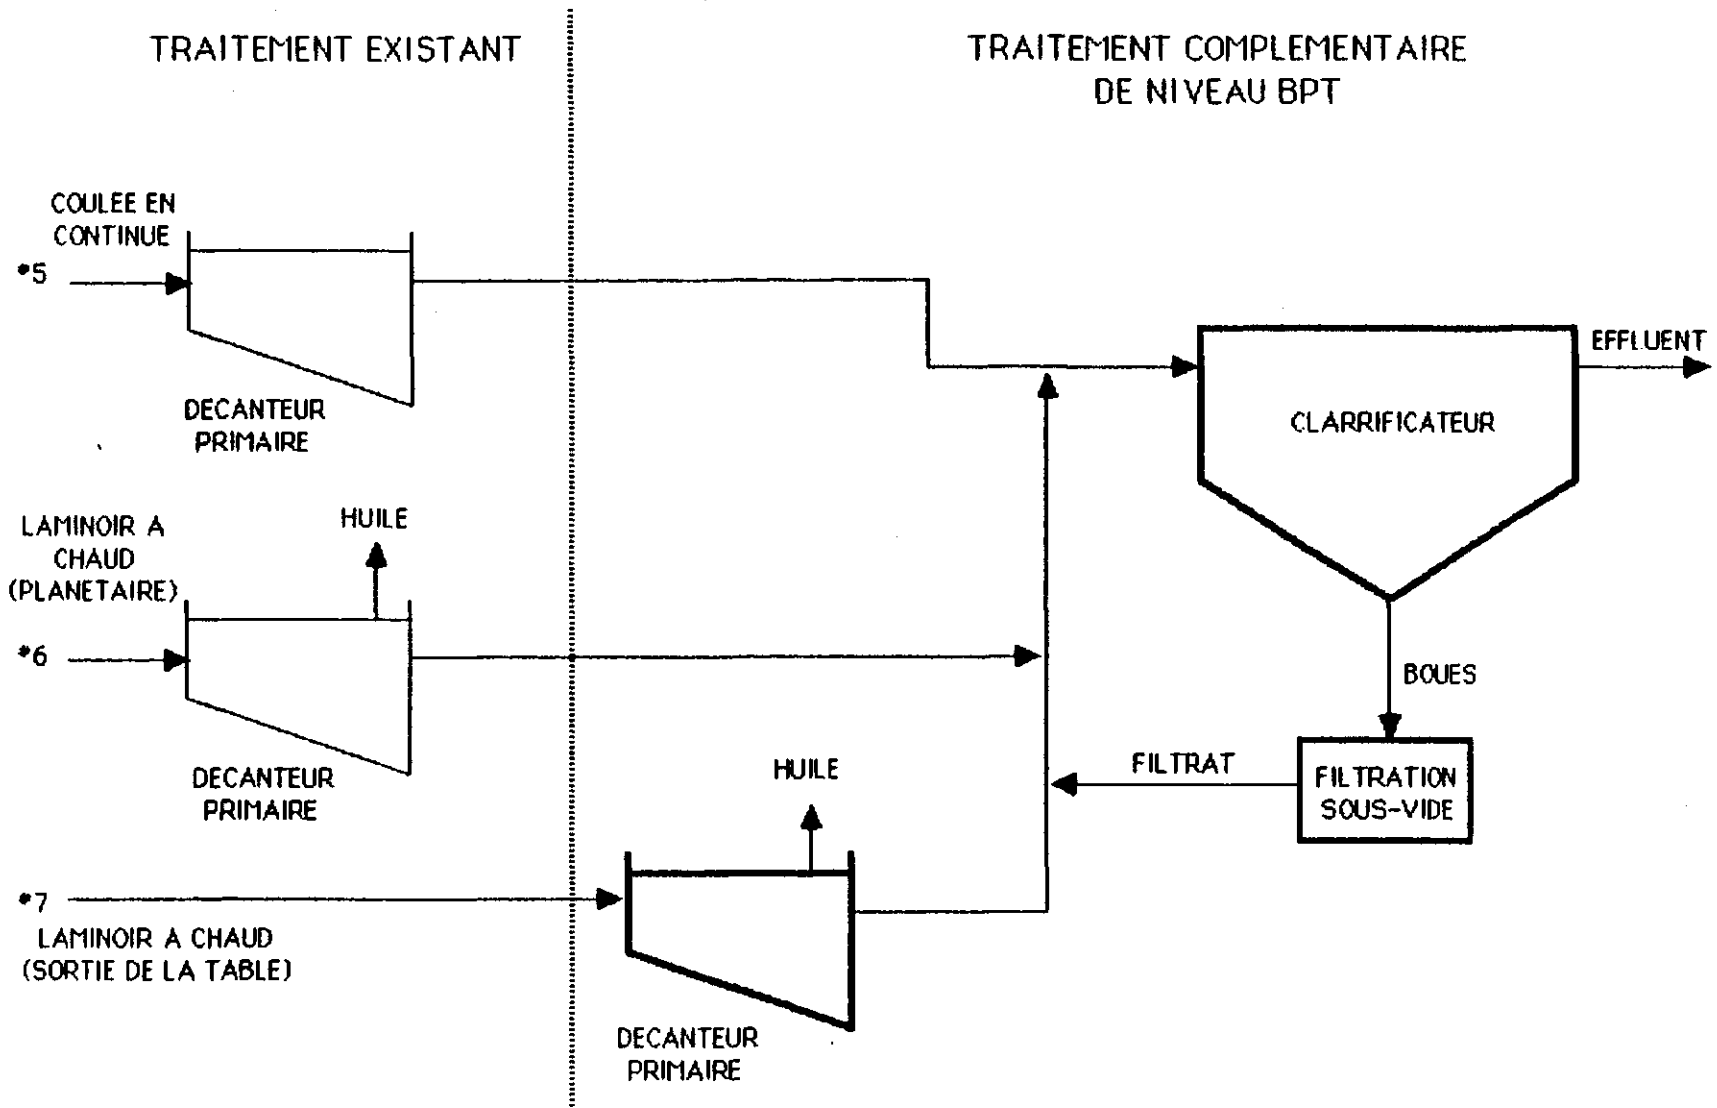 TRAITEMENT EXISTANT
TRAITEMENT COMPLEMENTAIRE
DE NIVEAU BPT
COULEE EN
CONTINUE
*5
DECANTEUR
PRIMAIRE
EFFLUENT
CLARRIFICATEUR
LAMINOIR A
CHAUD
(PLANETAIRE)
HUILE
*6
DECANTEUR
PRIMAIRE
BOUES
FILTRAT
FILTRATION
SOUS-VIDE
HUILE
*7
LAMINOIR A CHAUD
(SORTIE DE LA TABLE)
DECANTEUR
PRIMAIRE